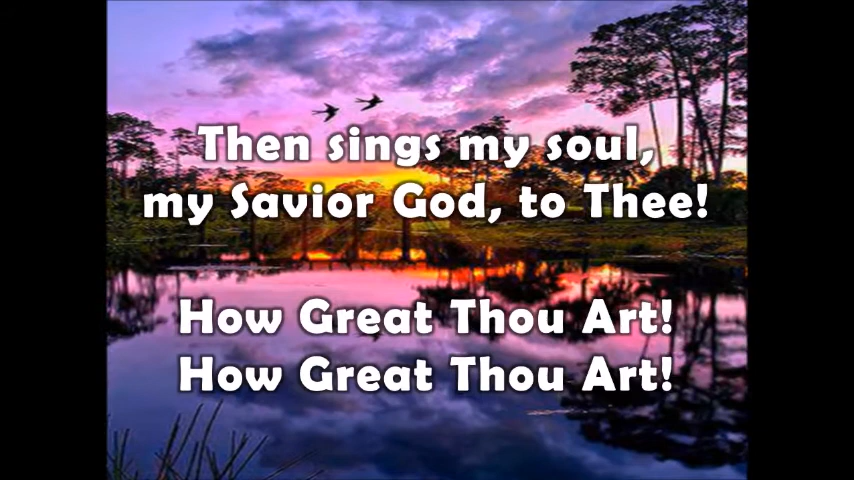 Then sings my soul,
my Savior God, to Thee!
How Great Thou Art!
How Great Thou Art!